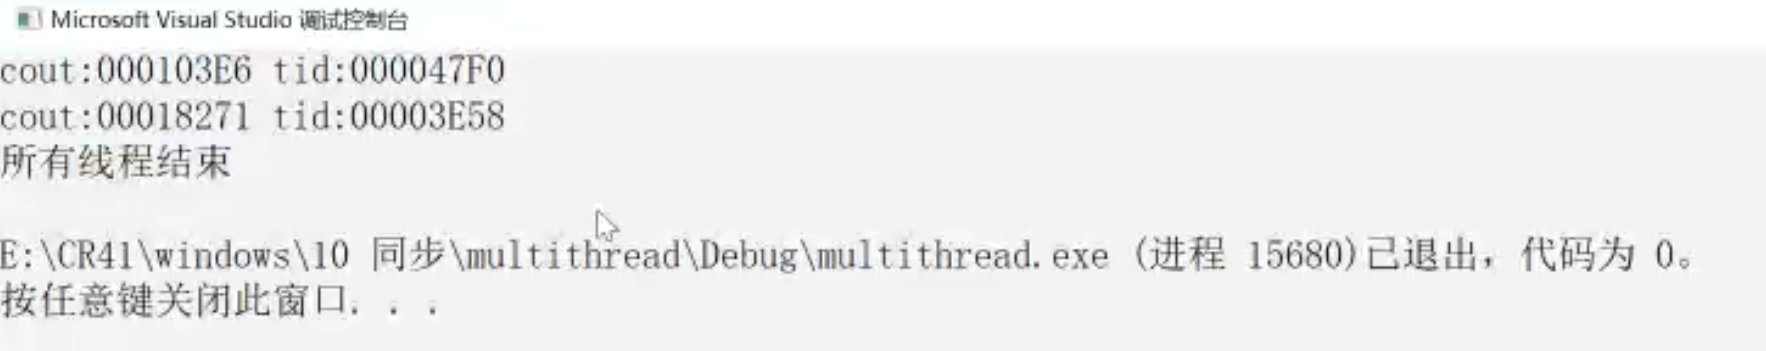 Microsoft Visual Studio 调试控制台
cout:000103E6 tid:000047F0
cout:00018271 tid:00003E58
所有线程结束
E:\CR41\windows\10 同步\multithread\Debug\multithread.exe (进程 15680)已退出，代码为 0。
按任意键关闭此窗口. . .